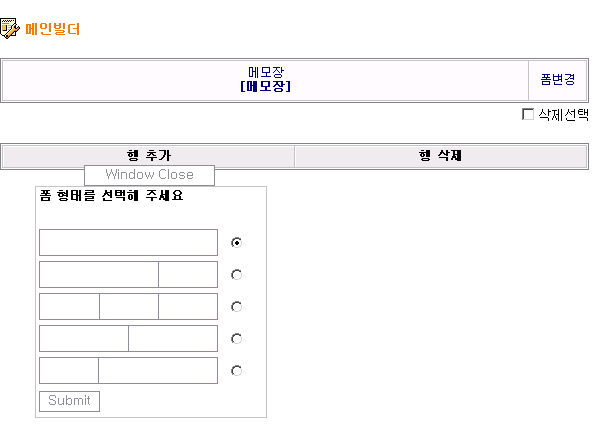 메인빌더
메모장
[메모장]
폼변경
삭제선택
행 추가
행 삭제
Window Close
폼 형태를 선택해 주세요
Submit